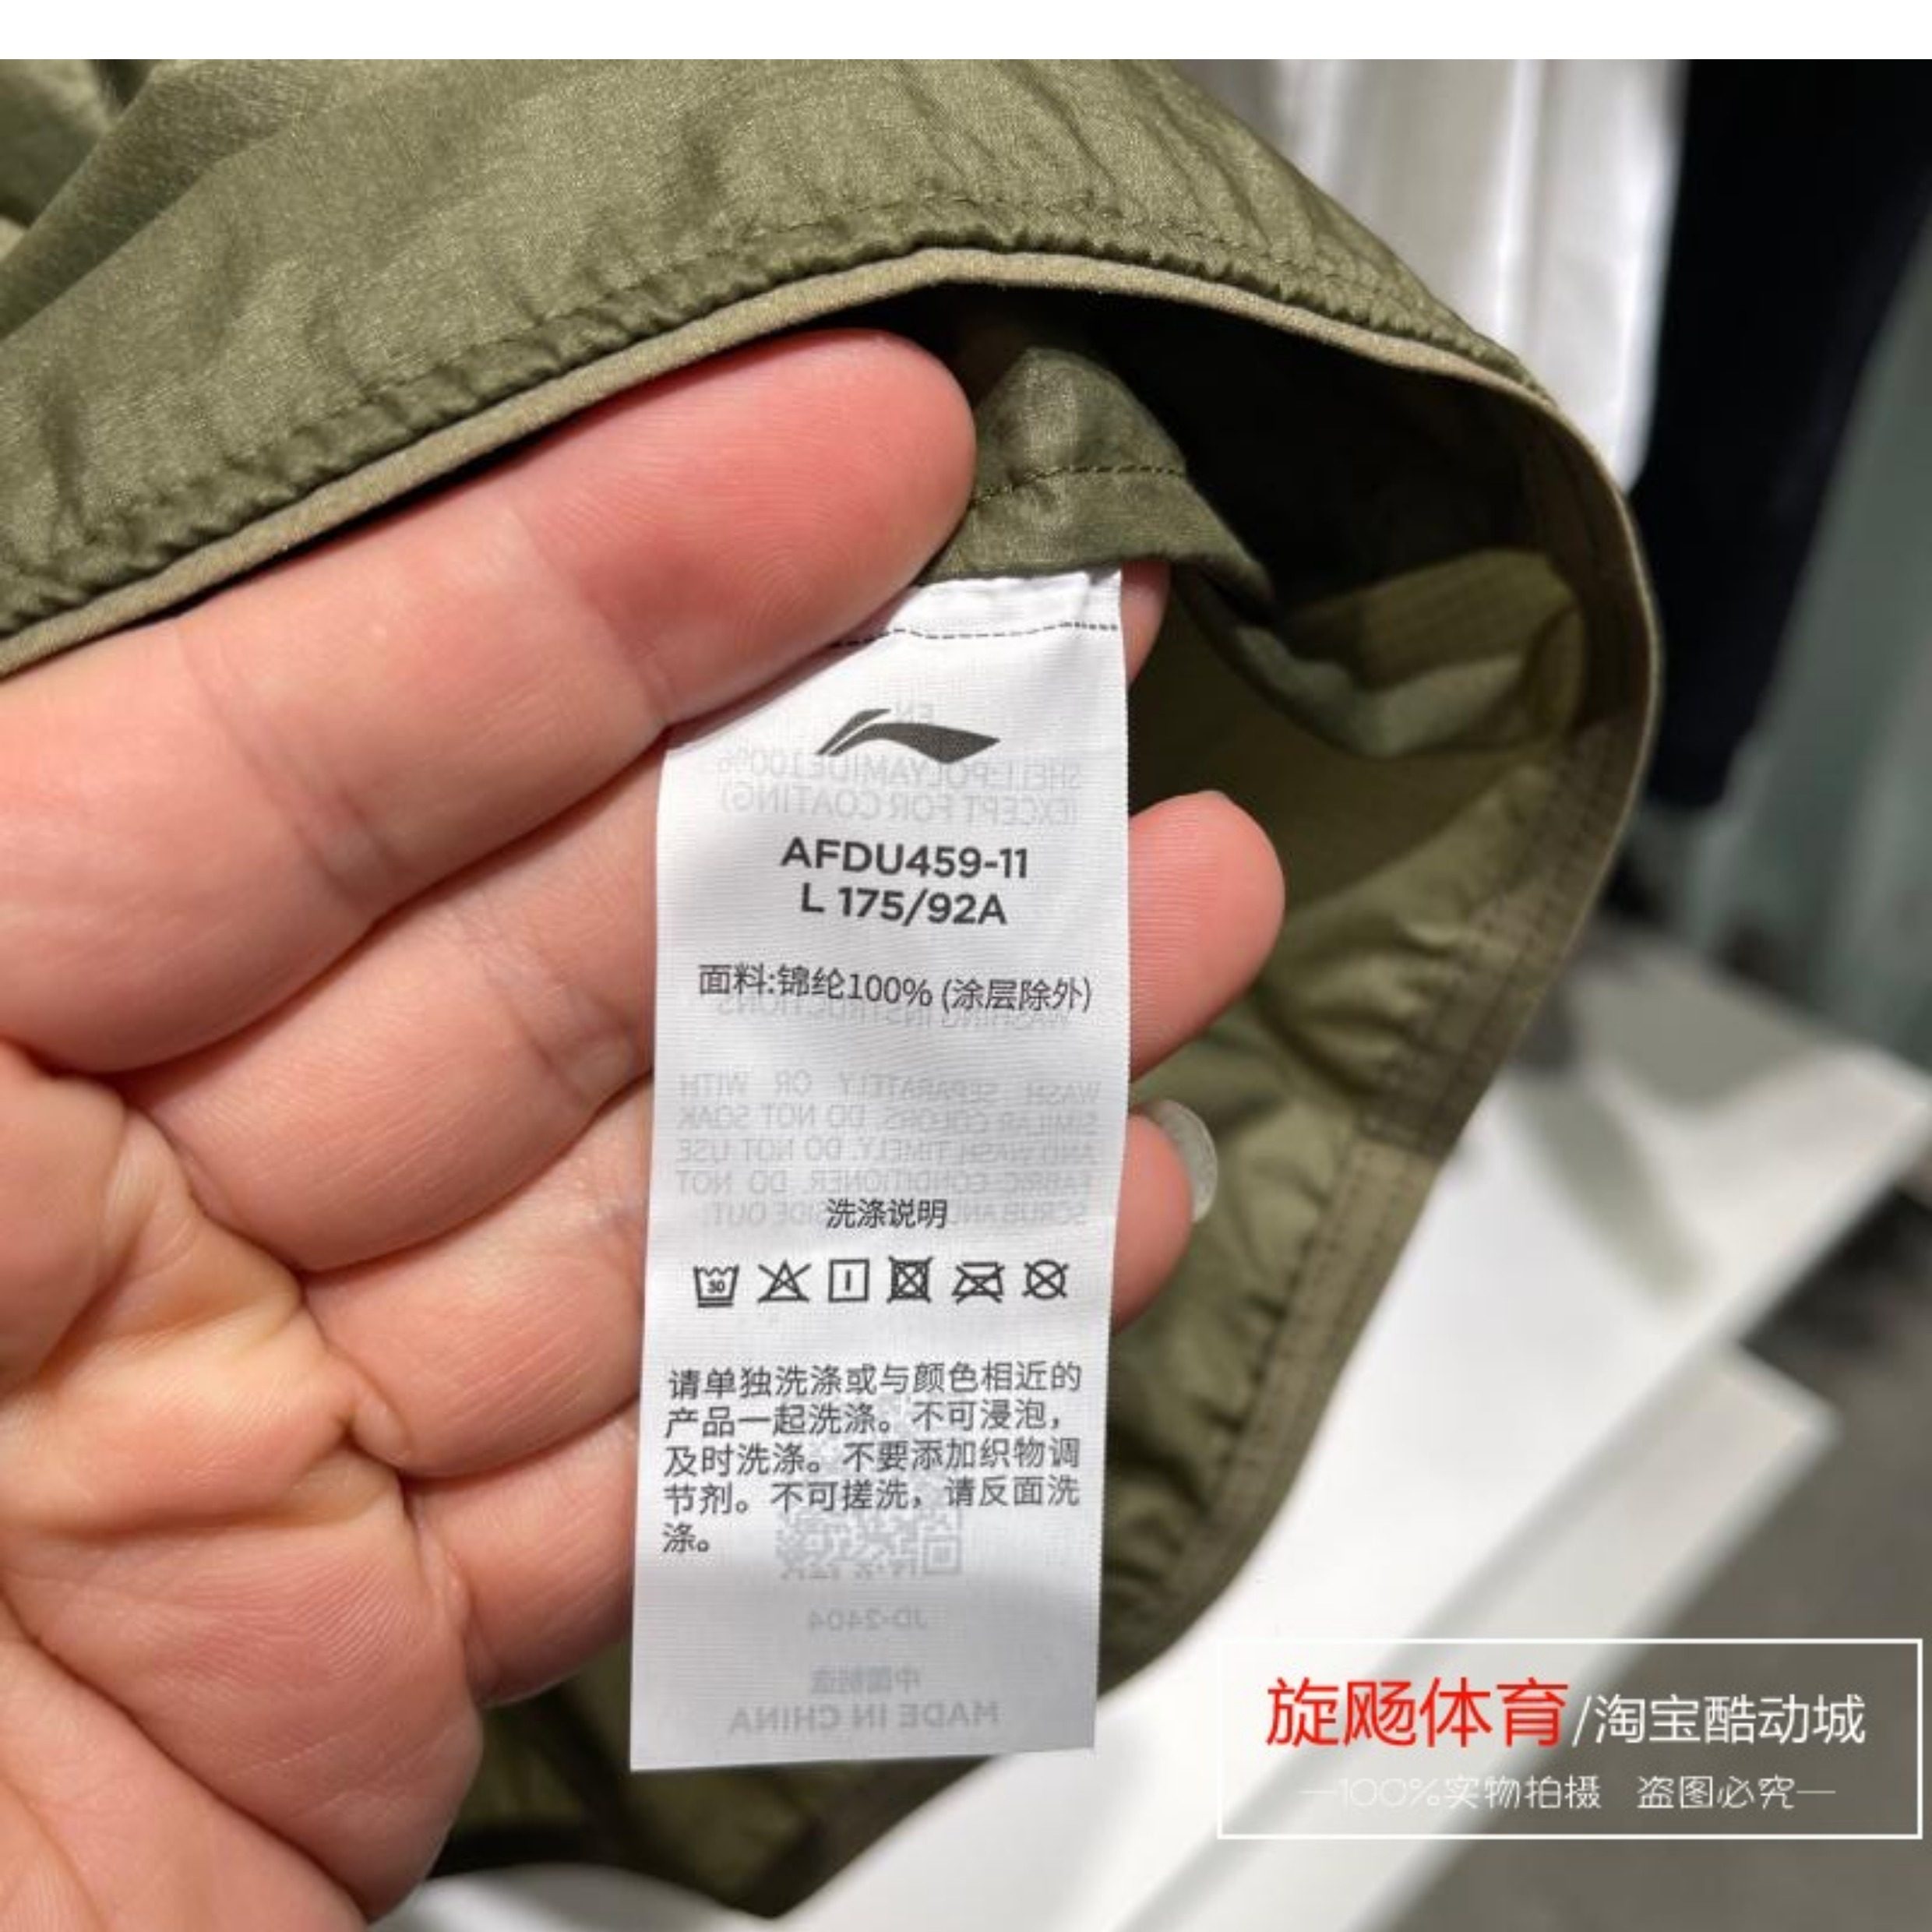 AFDU459-11
L 175/92A
面料:锦纶100% (涂层除外)
洗涤说明
30
请单独洗涤或与颜色相近的
产品一起洗涤。不可浸泡，
及时洗涤。不要添加织物调
节剂。不可搓洗，请反面洗
涤。
EN
SHELL:POLYAMIDE100%
(EXCEPT FOR COATING)
WASHING INSTRUCTIONS
WASH SEPARATELY OR WITH
SIMILAR COLORS. DO NOT SOAK
AND WASH TIMELY. DO NOT USE
FABRIC CONDITIONER. DO NOT
JD-2404
中国制造
MADE IN CHINA
旋飏体育/淘宝酷动城
—100%实物拍摄 盗图必究—